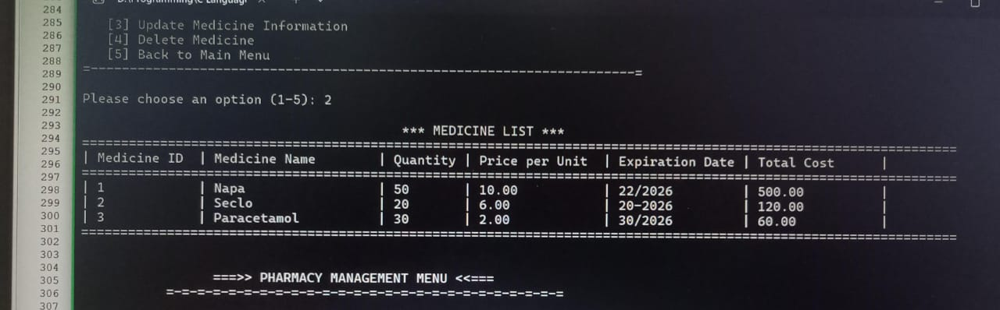 284
285
286
287
288
289
290
291
292
293
294
295
296
297
298
299
300
301
302
303
304
305
306
307
[3] Update Medicine Information
[4] Delete Medicine
[5] Back to Main Menu
=-----------------------------------------------------------------------=
Please choose an option (1-5): 2
*** MEDICINE LIST ***
| Medicine ID | Medicine Name | Quantity | Price per Unit | Expiration Date | Total Cost |
| 1 | Napa | 50 | 10.00 | 22/2026 | 500.00 |
| 2 | Seclo | 20 | 6.00 | 20-2026 | 120.00 |
| 3 | Paracetamol | 30 | 2.00 | 30/2026 | 60.00 |
===>> PHARMACY MANAGEMENT MENU <<===
=-=-=-=-=-=-=-=-=-=-=-=-=-=-=-=-=-=-=-=-=-=-=-=-=-=